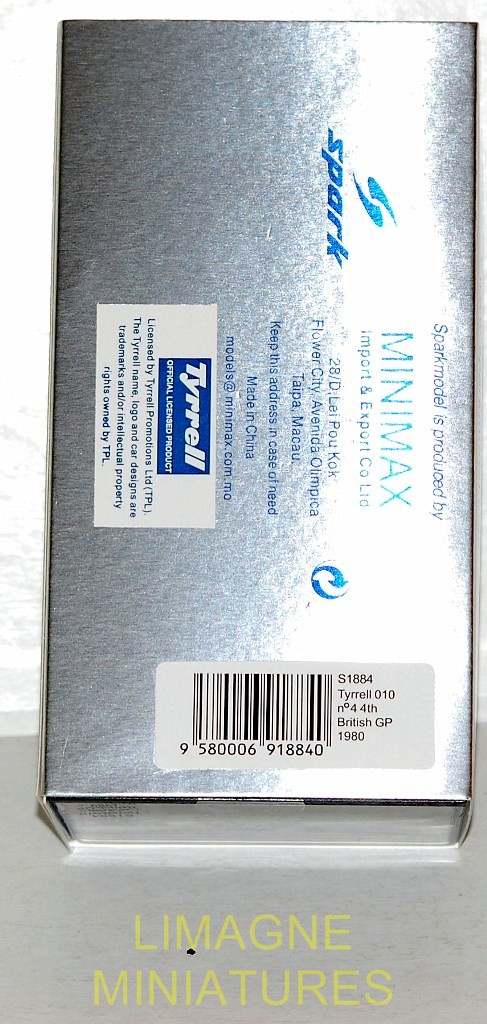 spark
Sparkmodel is produced by
MINIMAX
Import & Export Co Ltd
28/D, Lei Pou Kok
Flower City, Avenida Olimpica
Taipa, Macau.
Keep this address in case of need
Made in China
models@minimax.com.mo
Tyrrell
OFFICIAL LICENSED PRODUCT
Licensed by Tyrrell Promotions Ltd (TPL).
The Tyrrell name, logo and car designs are
trademarks and/or intellectual property
rights owned by TPL.
S1884
Tyrrell 010
nº4 4th
British GP
1980
9 580006 918840
LIMAGNE
MINIATURES